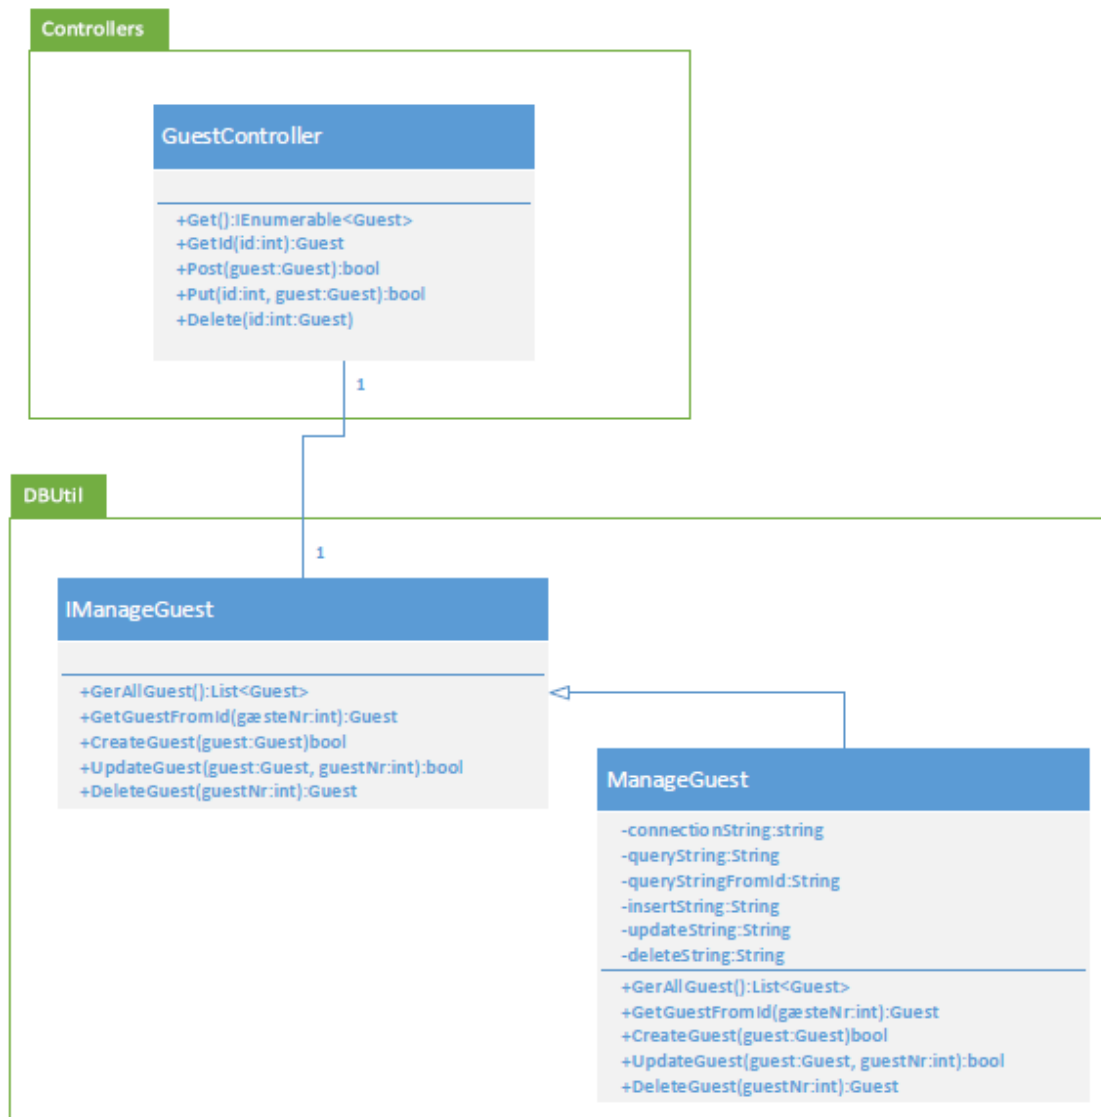 Controllers
GuestController
+Get():IEnumerable<Guest>
+GetId(id:int):Guest
+Post(guest:Guest):bool
+Put(id:int, guest:Guest):bool
+Delete(id:int:Guest)
1
DBUtil
1
IManageGuest
+GerAllGuest():List<Guest>
+GetGuestFromId(gæsteNr:int):Guest
+CreateGuest(guest:Guest)bool
+UpdateGuest(guest:Guest, guestNr:int):bool
+DeleteGuest(guestNr:int):Guest
ManageGuest
-connectionString:string
-queryString:String
-queryStringFromId:String
-insertString:String
-updateString:String
-deleteString:String
+GerAllGuest():List<Guest>
+GetGuestFromId(gæsteNr:int):Guest
+CreateGuest(guest:Guest)bool
+UpdateGuest(guest:Guest, guestNr:int):bool
+DeleteGuest(guestNr:int):Guest